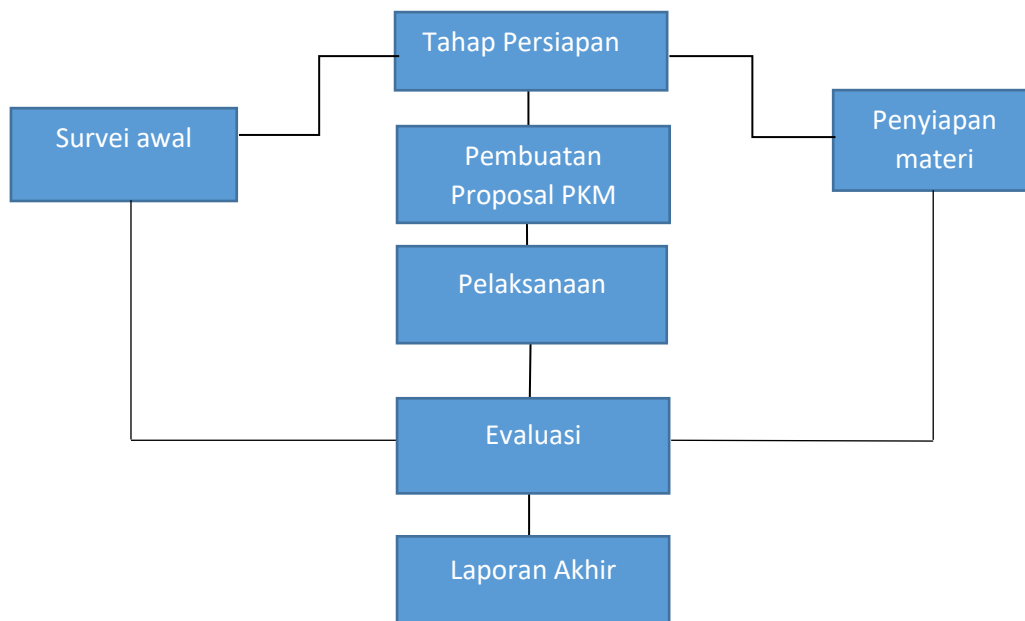 Tahap Persiapan
Survei awal
Pembuatan
Proposal PKM
Penyiapan
materi
Pelaksanaan
Evaluasi
Laporan Akhir